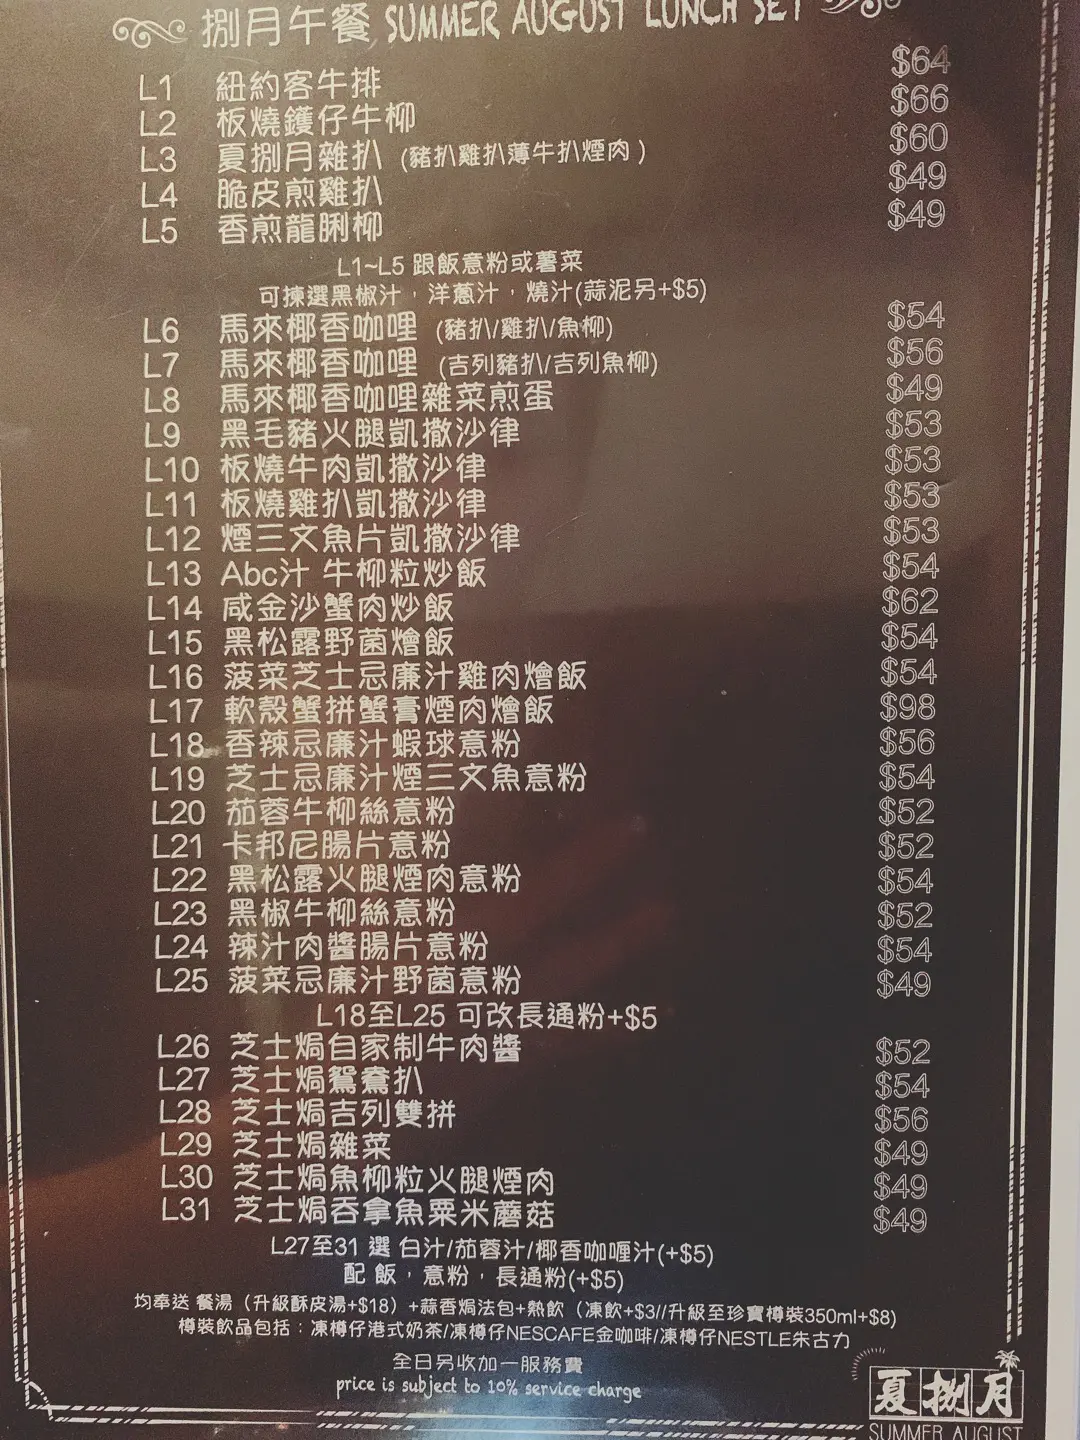 捌月午餐 SUMMER AUGUST LUNCH SET
L1 紐約客牛排 $64
L2 板燒鑊仔牛柳 $66
L3 夏捌月雜扒 (豬扒雞扒薄牛扒煙肉) $60
L4 脆皮煎雞扒 $49
L5 香煎龍脷柳 $49
L1~L5 跟飯意粉或薯菜
可揀選黑椒汁,洋蔥汁,燒汁(蒜泥另+$5)
L6 馬來椰香咖哩 (豬扒/雞扒/魚柳) $54
L7 馬來椰香咖哩 (吉列豬扒/吉列魚柳) $56
L8 馬來椰香咖哩雜菜煎蛋 $49
L9 黑毛豬火腿凱撒沙律 $53
L10 板燒牛肉凱撒沙律 $53
L11 板燒雞扒凱撒沙律 $53
L12 煙三文魚片凱撒沙律 $53
L13 Abc汁 牛柳粒炒飯 $54
L14 咸金沙蟹肉炒飯 $62
L15 黑松露野菌燴飯 $54
L16 菠菜芝士忌廉汁雞肉燴飯 $54
L17 軟殼蟹拼蟹膏煙肉燴飯 $98
L18 香辣忌廉汁蝦球意粉 $56
L19 芝士忌廉汁煙三文魚意粉 $54
L20 茄蓉牛柳絲意粉 $52
L21 卡邦尼腸片意粉 $52
L22 黑松露火腿煙肉意粉 $54
L23 黑椒牛柳絲意粉 $52
L24 辣汁肉醬腸片意粉 $54
L25 菠菜忌廉汁野菌意粉 $49
L18至L25 可改長通粉+$5
L26 芝士焗自家制牛肉醬 $52
L27 芝士焗鴛鴦扒 $54
L28 芝士焗吉列雙拼 $56
L29 芝士焗雜菜 $49
L30 芝士焗魚柳粒火腿煙肉 $49
L31 芝士焗吞拿魚粟米蘑菇 $49
L27至31 選 白汁/茄蓉汁/椰香咖喱汁(+$5)
配 飯,意粉,長通粉(+$5)
均奉送 餐湯 (升級酥皮湯+$18) +蒜香焗法包+熱飲 (凍飲+$3//升級至珍寶樽裝350ml+$8)
樽裝飲品包括:凍樽仔港式奶茶/凍樽仔NESCAFE金咖啡/凍樽仔NESTLE朱古力
全日另收加一服務費
price is subject to 10% service charge
夏捌月
SUMMER AUGUST